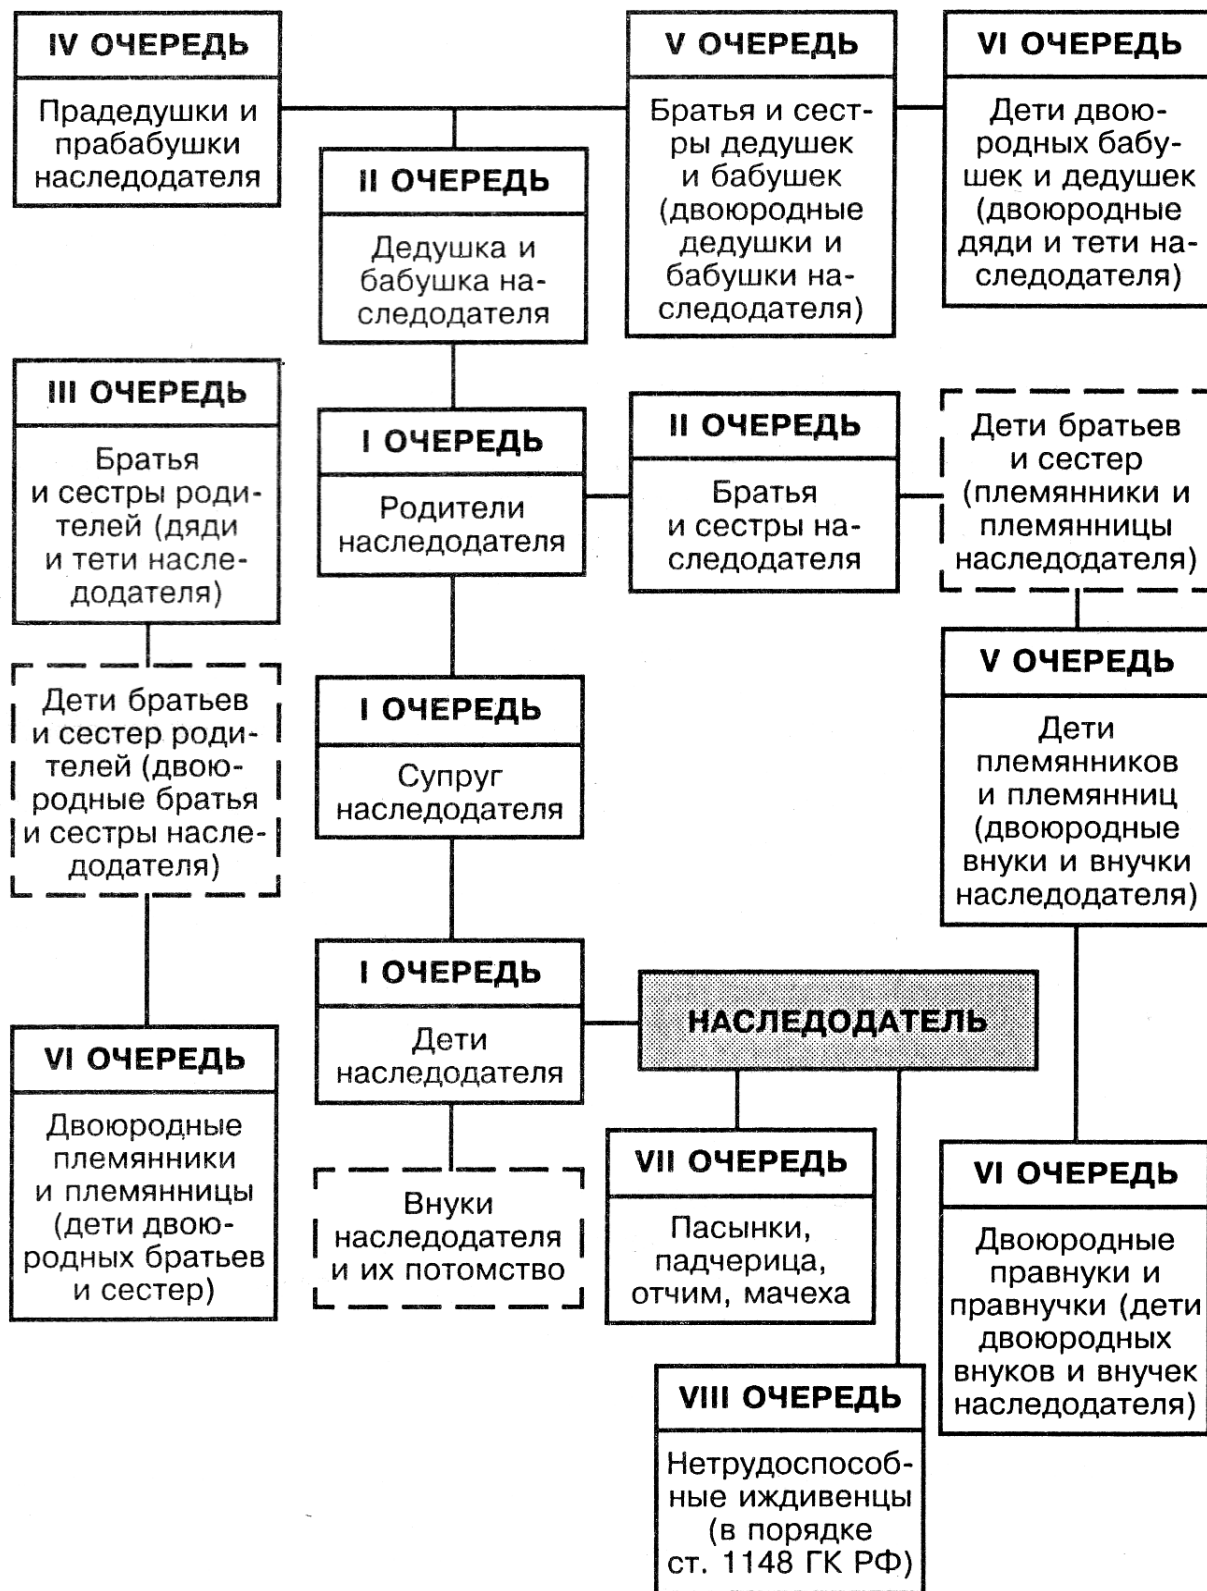 IV ОЧЕРЕДЬ
Прадедушки и
прабабушки
наследодателя
II ОЧЕРЕДЬ
Дедушка и
бабушка на-
следодателя
V ОЧЕРЕДЬ
Братья и сест-
ры дедушек
и бабушек
(двоюродные
дедушки и
бабушки на-
следодателя)
VI ОЧЕРЕДЬ
Дети двою-
родных бабу-
шек и дедушек
(двоюродные
дяди и тети на-
следодателя)
III ОЧЕРЕДЬ
Братья
и сестры роди-
телей (дяди
и тети насле-
додателя)
I ОЧЕРЕДЬ
Родители
наследодателя
II ОЧЕРЕДЬ
Братья
и сестры на-
следодателя
Дети братьев
и сестер
(племянники и
племянницы
наследодателя)
Дети братьев
и сестер роди-
телей (двою-
родные братья
и сестры насле-
додателя)
I ОЧЕРЕДЬ
Супруг
наследодателя
V ОЧЕРЕДЬ
Дети
племянников
и племянниц
(двоюродные
внуки и внучки
наследодателя)
I ОЧЕРЕДЬ
Дети
наследодателя
НАСЛЕДОДАТЕЛЬ
VI ОЧЕРЕДЬ
Двоюродные
племянники
и племянницы
(дети двою-
родных братьев
и сестер)
Внуки
наследодателя
и их потомство
VII ОЧЕРЕДЬ
Пасынки,
падчерица,
отчим, мачеха
VI ОЧЕРЕДЬ
Двоюродные
правнуки и
правнучки (дети
двоюродных
внуков и внучек
наследодателя)
VIII ОЧЕРЕДЬ
Нетрудоспособ-
ные иждивенцы
(в порядке
ст. 1148 ГК РФ)